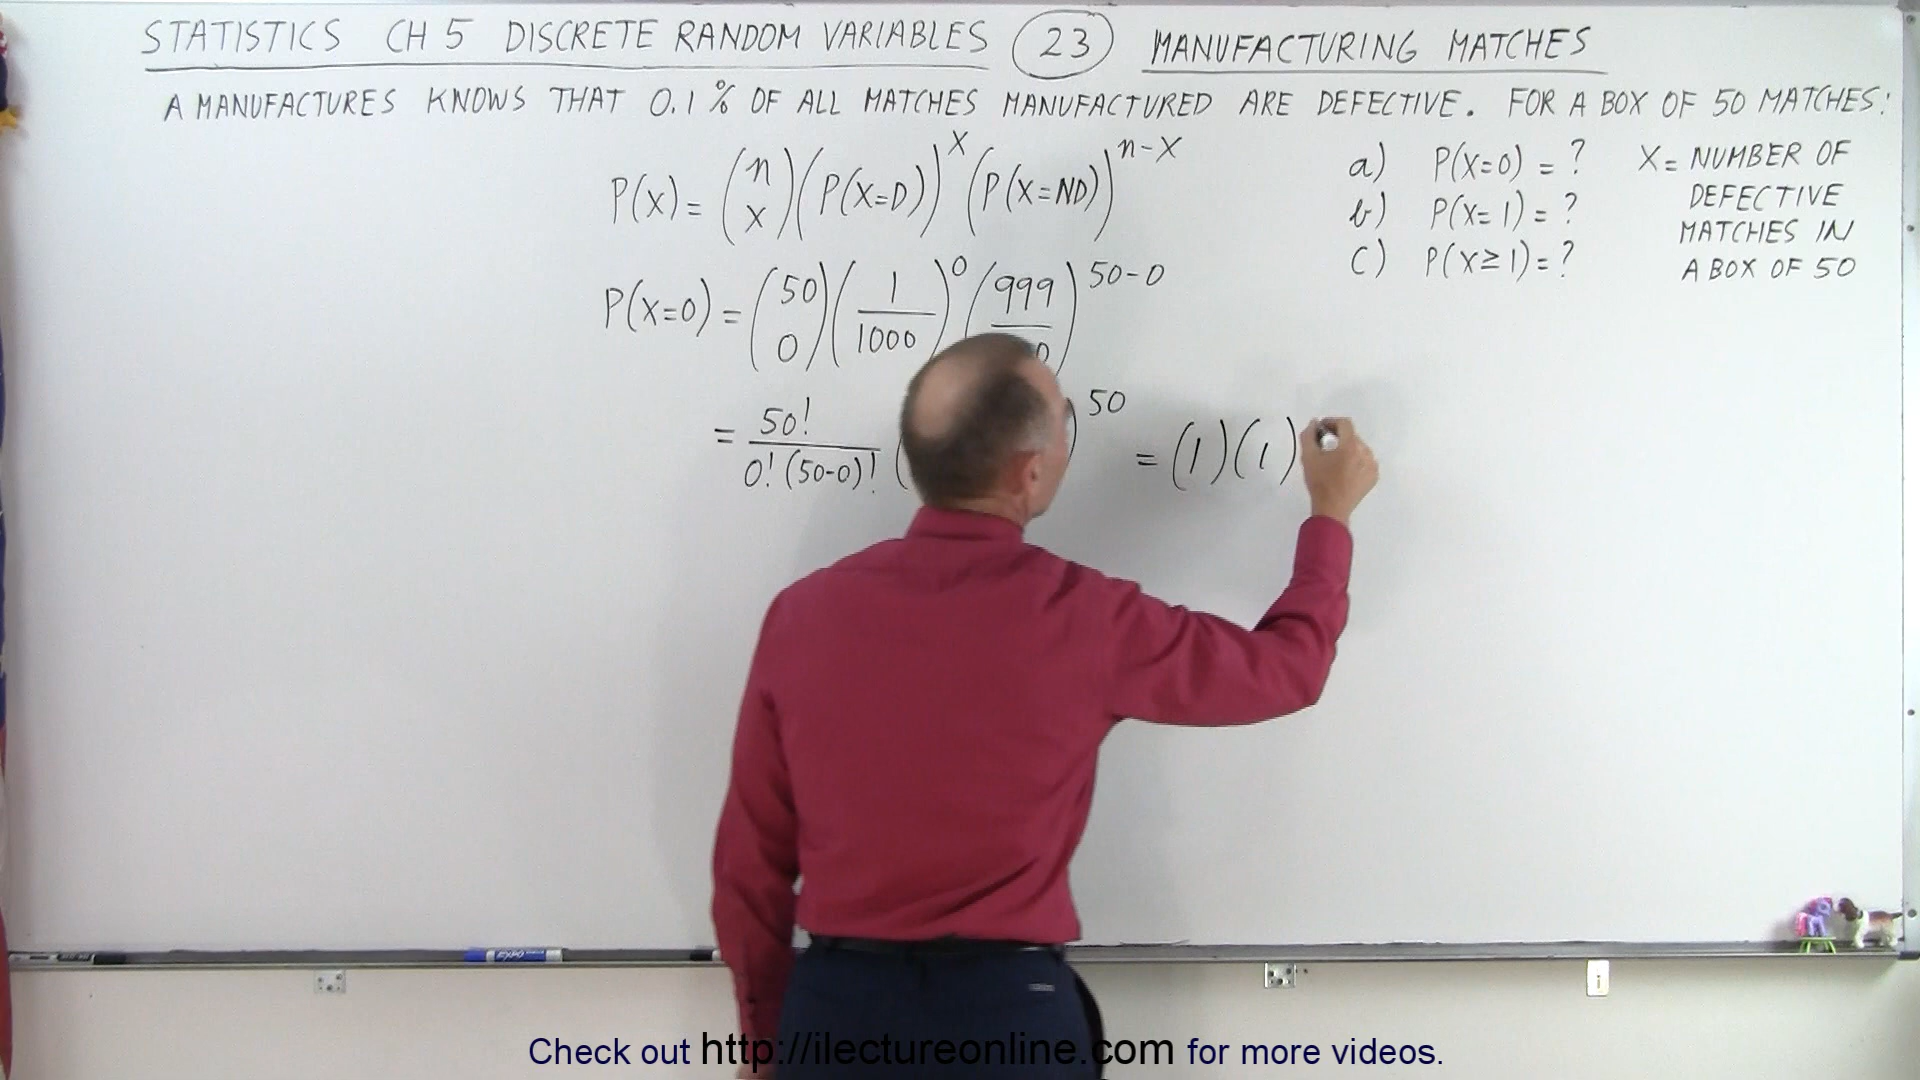 STATISTICS CH 5 DISCRETE RANDOM VARIABLES 23 MANUFACTURING MATCHES
A MANUFACTURES KNOWS THAT 0.1% OF ALL MATCHES MANUFACTURED ARE DEFECTIVE. FOR A BOX OF 50 MATCHES:
P(X) = (n X) (P(X=D))^X (P(X=ND))^n-X
a) P(X=0) = ?
b) P(X=1) = ?
c) P(X≥1) = ?
X = NUMBER OF
DEFECTIVE
MATCHES IN
A BOX OF 50
P(X=0) = (50 0) (1/1000)^0 (999/ 0)^50-0
= 50!/0!(50-0)! ( )^50 = (1)(1)
EXPO
Check out http://ilectureonline.com for more videos.